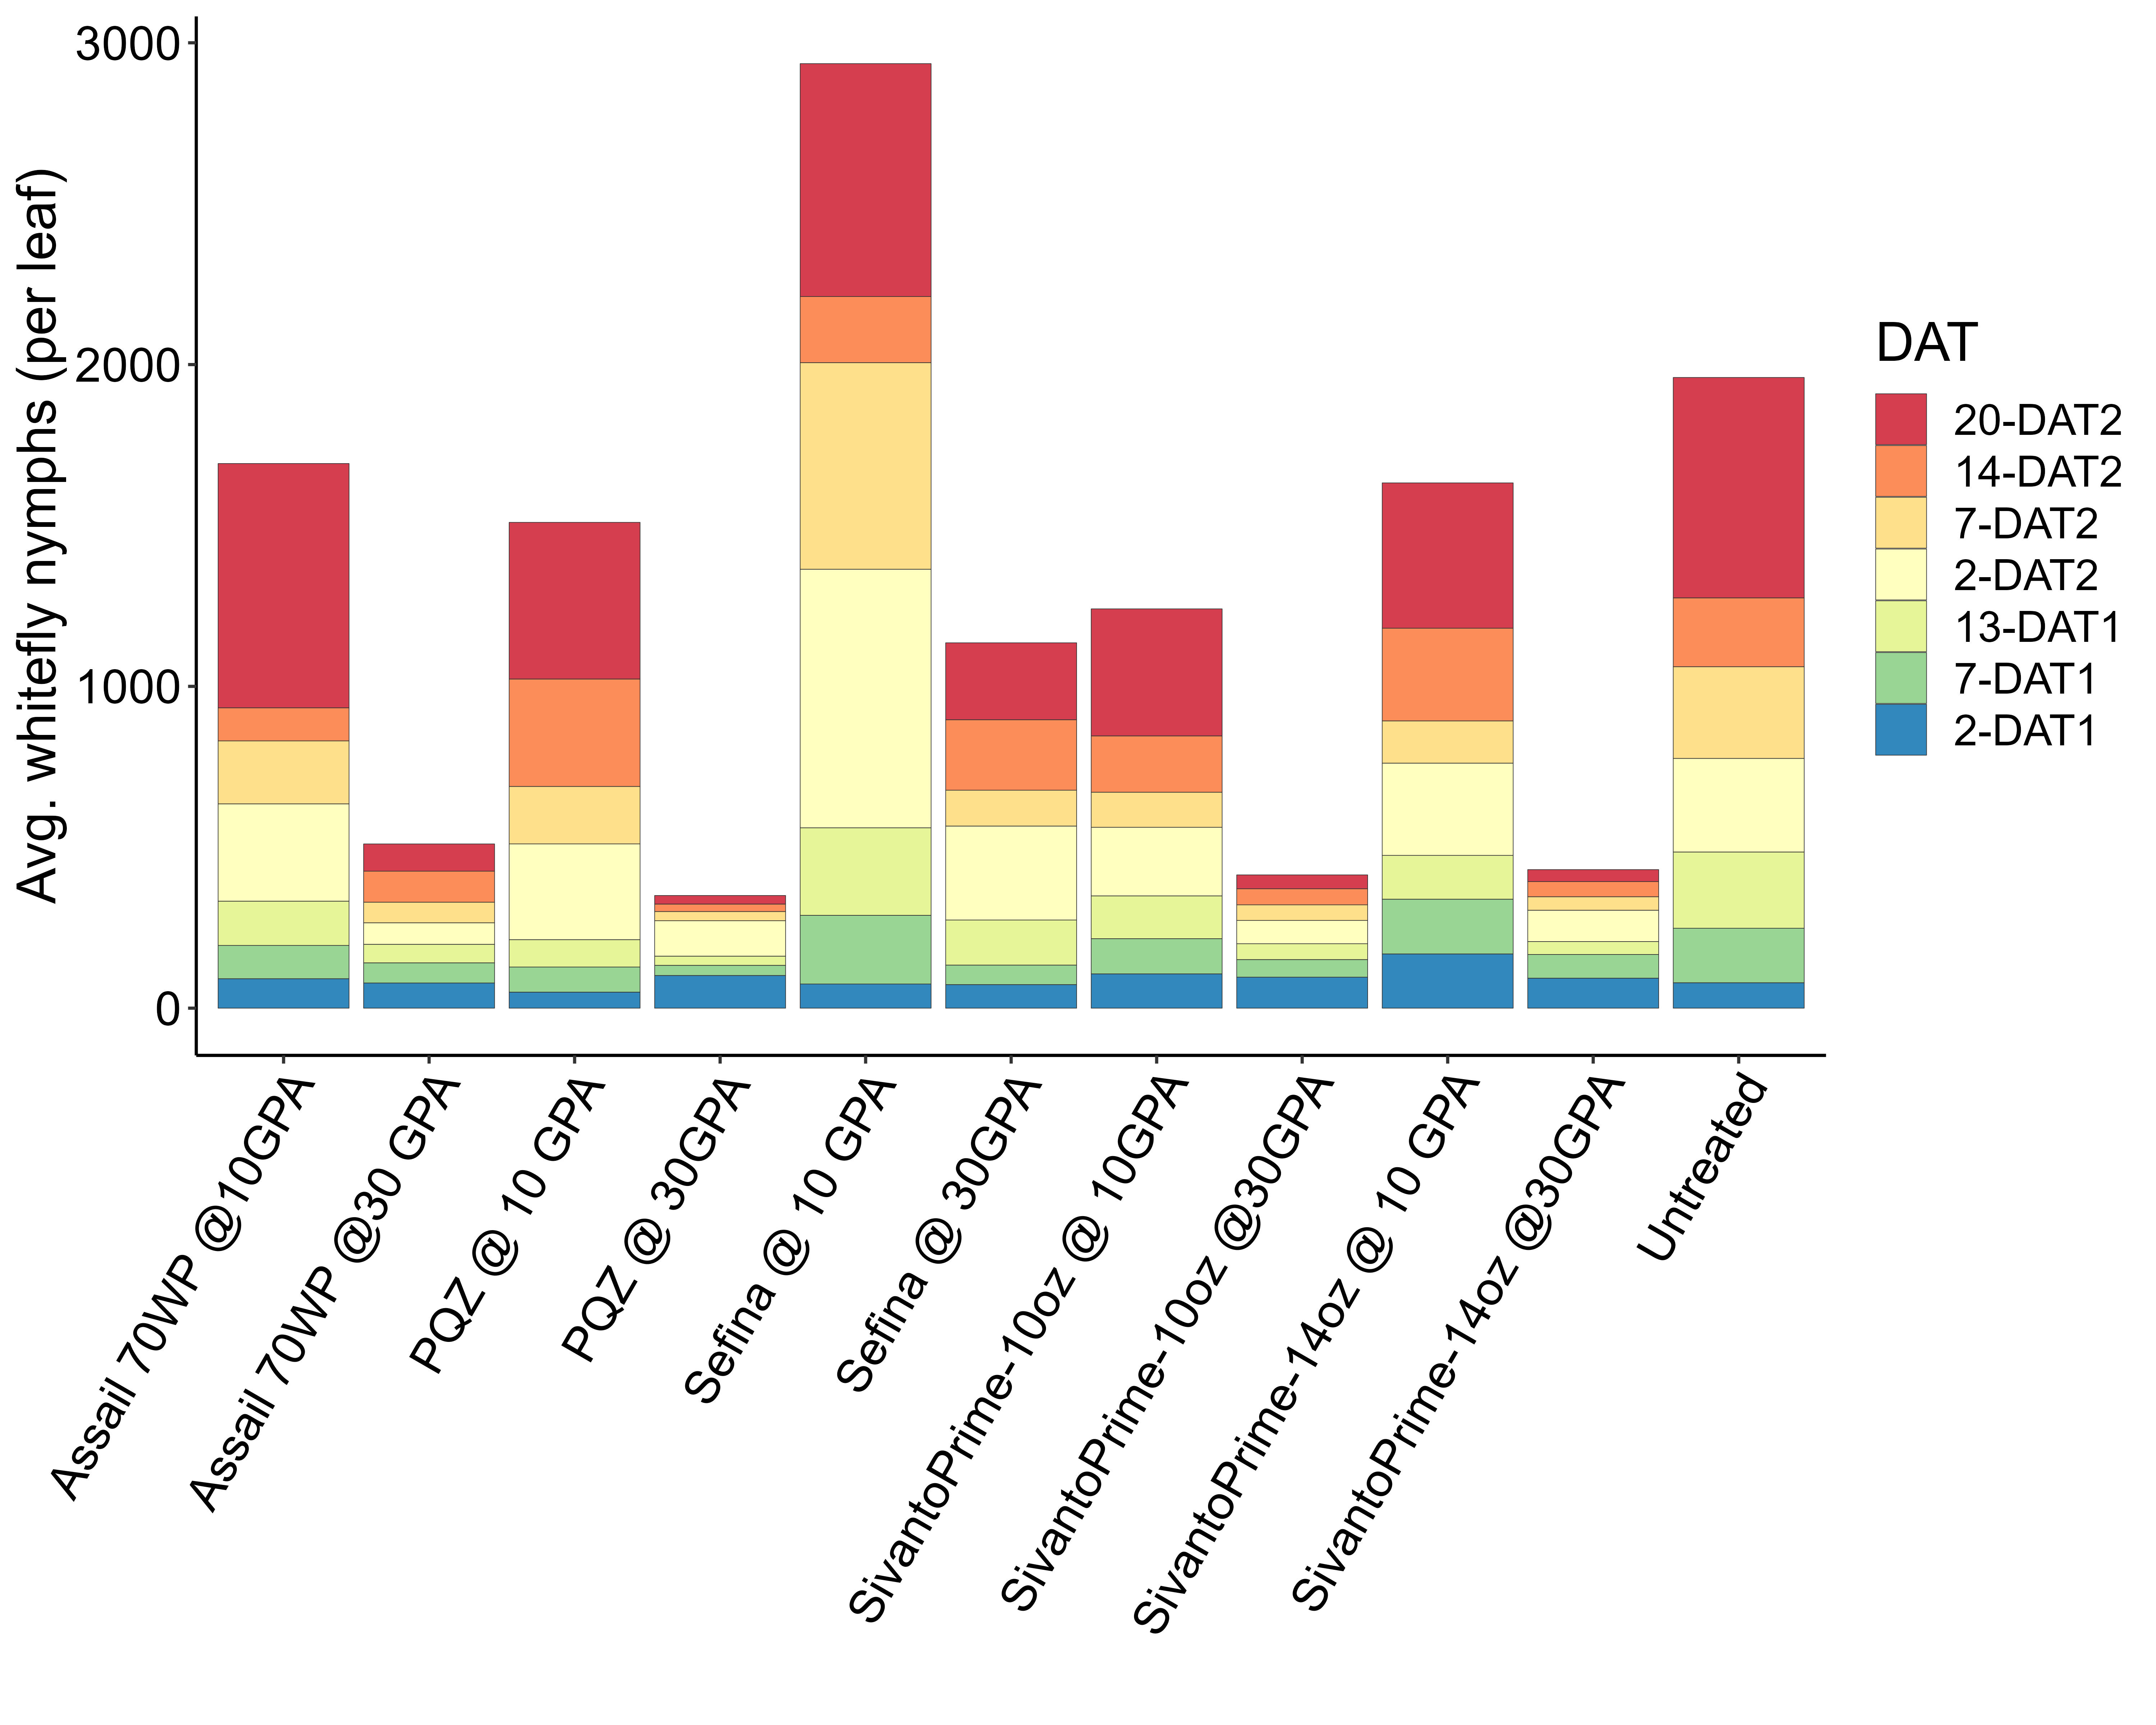 Avg. whitefly nymphs (per leaf)
3000
2000
1000
0
Assail 70WP @10GPA
Assail 70WP @30 GPA
PQZ @ 10 GPA
PQZ @ 30GPA
Sefina @ 10 GPA
Sefina @ 30GPA
SivantoPrime-10oz @ 10GPA
SivantoPrime-10oz @30GPA
SivantoPrime-14oz @ 10 GPA
SivantoPrime-14oz @30GPA
Untreated
DAT
20-DAT2
14-DAT2
7-DAT2
2-DAT2
13-DAT1
7-DAT1
2-DAT1